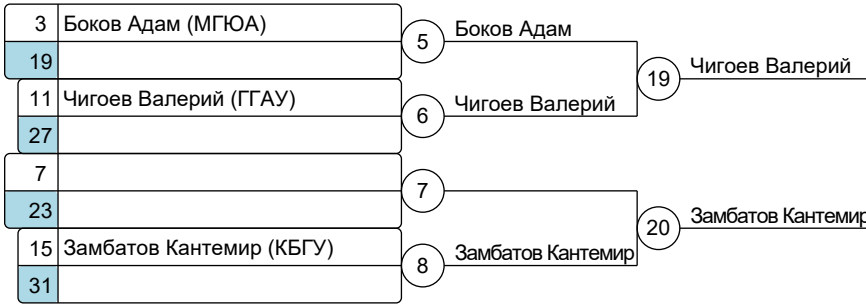 3 Боков Адам (МГЮА)
19
5 Боков Адам
11 Чигоев Валерий (ГГАУ)
27
6 Чигоев Валерий
19 Чигоев Валерий
7
23
7
15 Замбатов Кантемир (КБГУ)
31
8 Замбатов Кантемир
20 Замбатов Кантемир